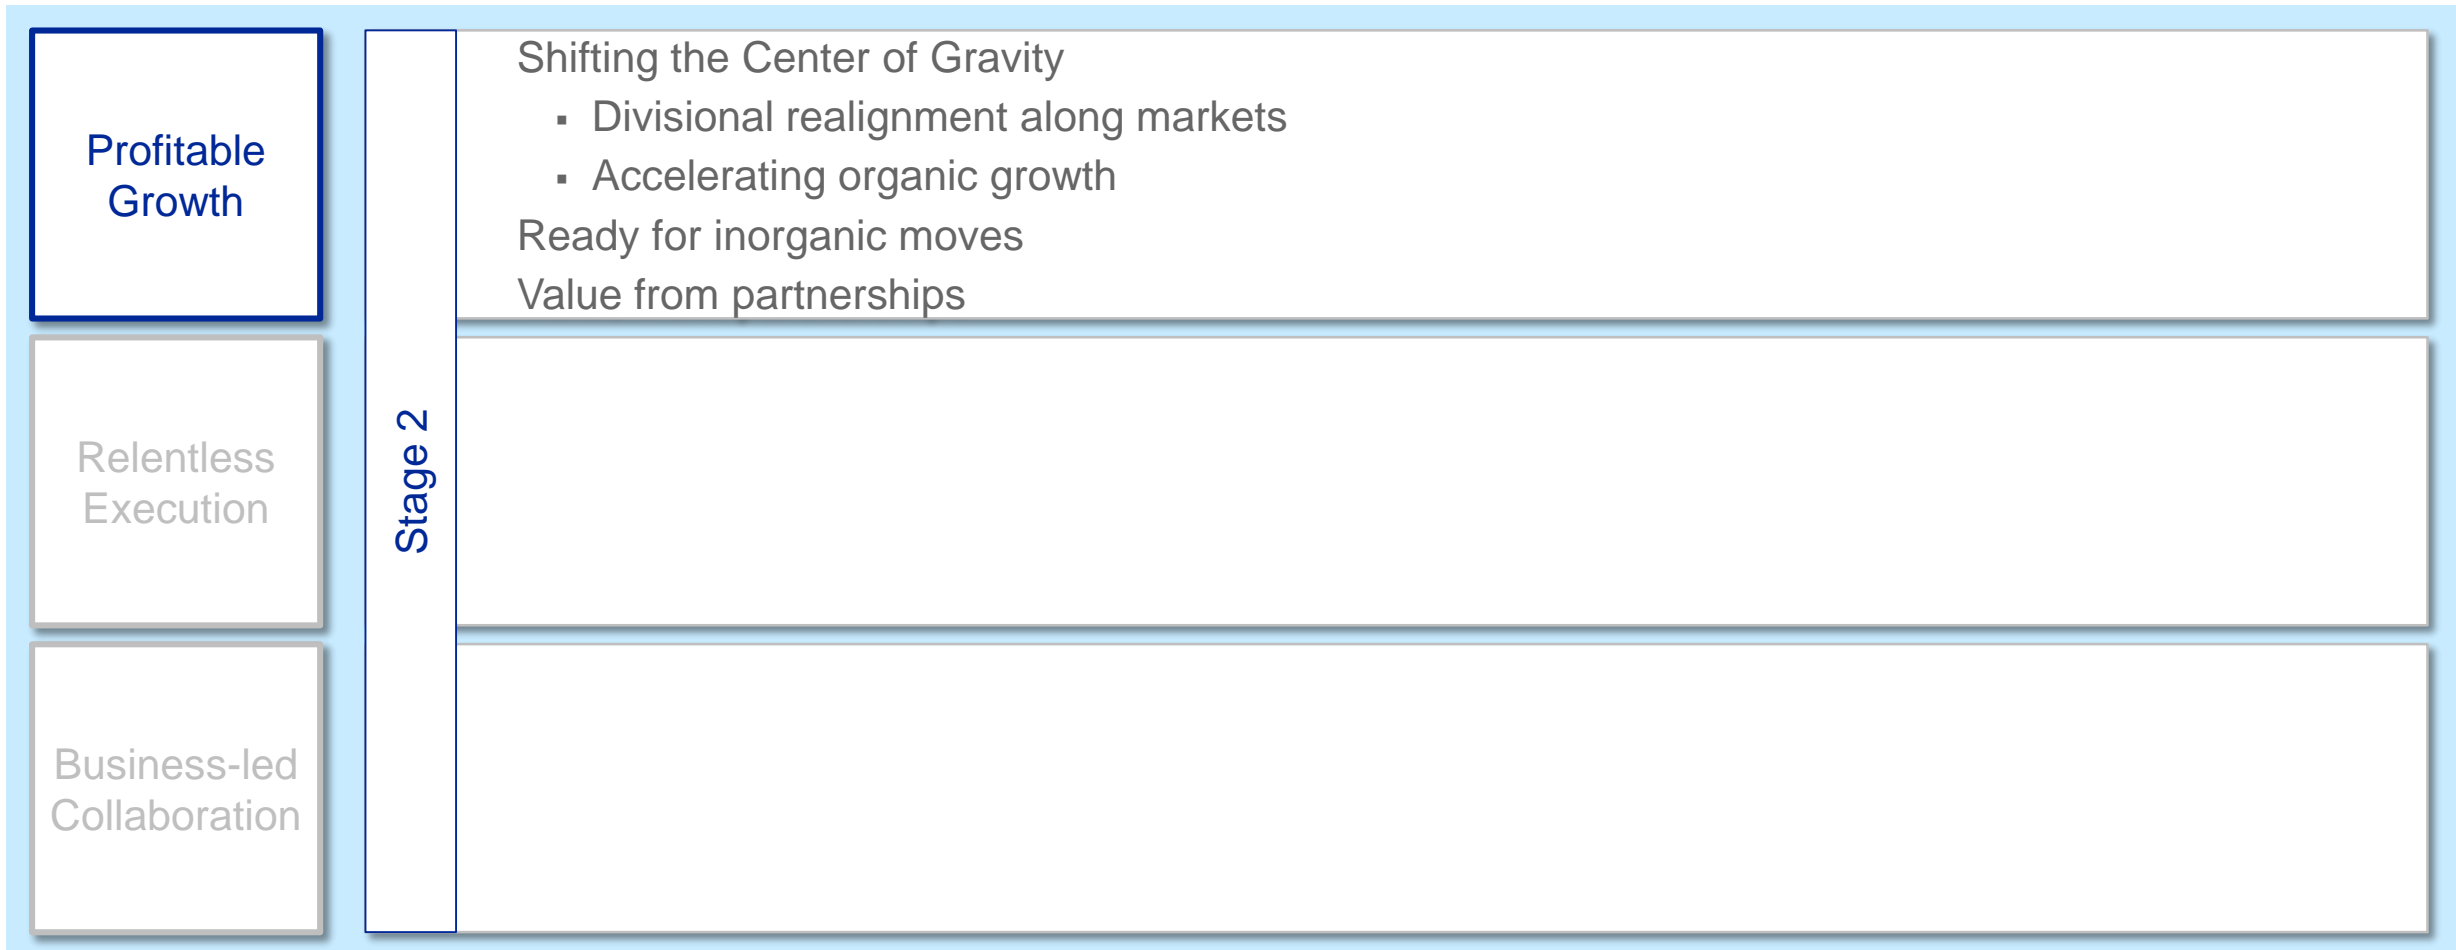 Profitable
Growth
Stage 2
Shifting the Center of Gravity
▪ Divisional realignment along markets
▪ Accelerating organic growth
Ready for inorganic moves
Value from partnerships
Relentless
Execution
Business-led
Collaboration